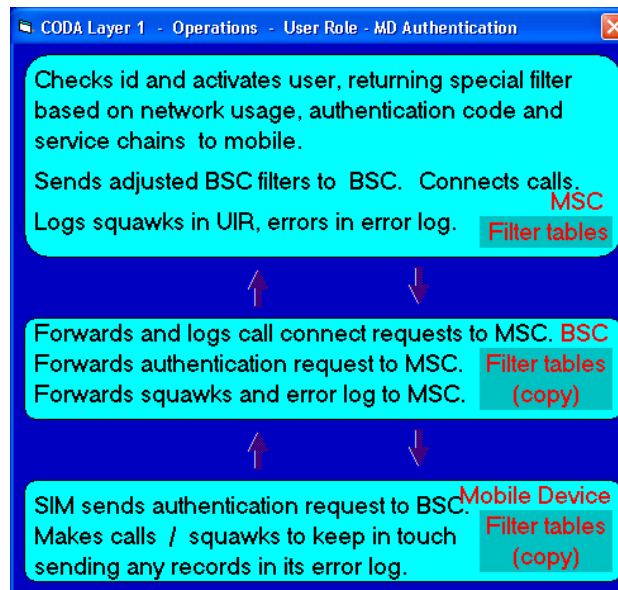 CODA Layer 1 - Operations - User Role - MD Authentication
Checks id and activates user, returning special filter
based on network usage, authentication code and
service chains to mobile.
Sends adjusted BSC filters to BSC. Connects calls.
MSC
Logs squawks in UIR, errors in error log.
Filter tables
Forwards and logs call connect requests to MSC. BSC
Forwards authentication request to MSC. Filter tables
Forwards squawks and error log to MSC. (copy)
Mobile Device
SIM sends authentication request to BSC.
Makes calls / squawks to keep in touch Filter tables
sending any records in its error log. (copy)